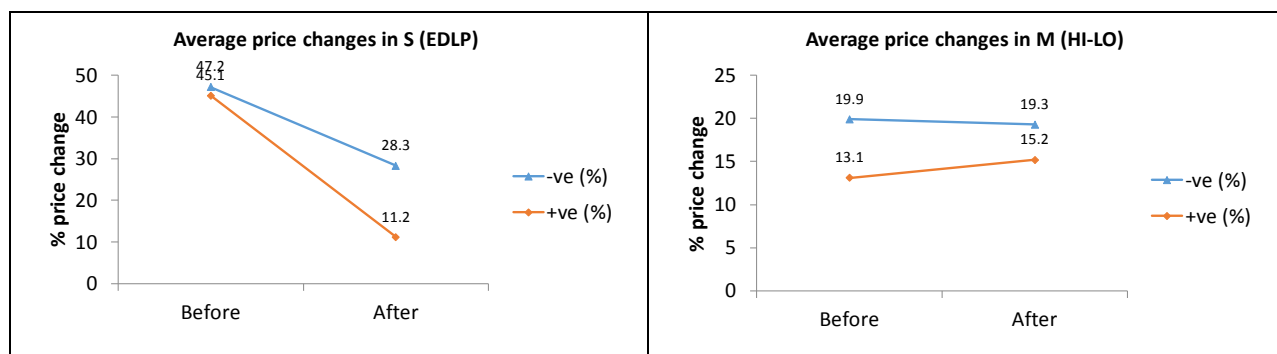 Average price changes in S (EDLP)
% price change
50
40
30
20
10
0
47.2
45.1
28.3
11.2
Before After
-ve (%)
+ve (%)
Average price changes in M (HI-LO)
% price change
25
20
15
10
5
0
19.9
19.3
13.1
15.2
Before After
-ve (%)
+ve (%)